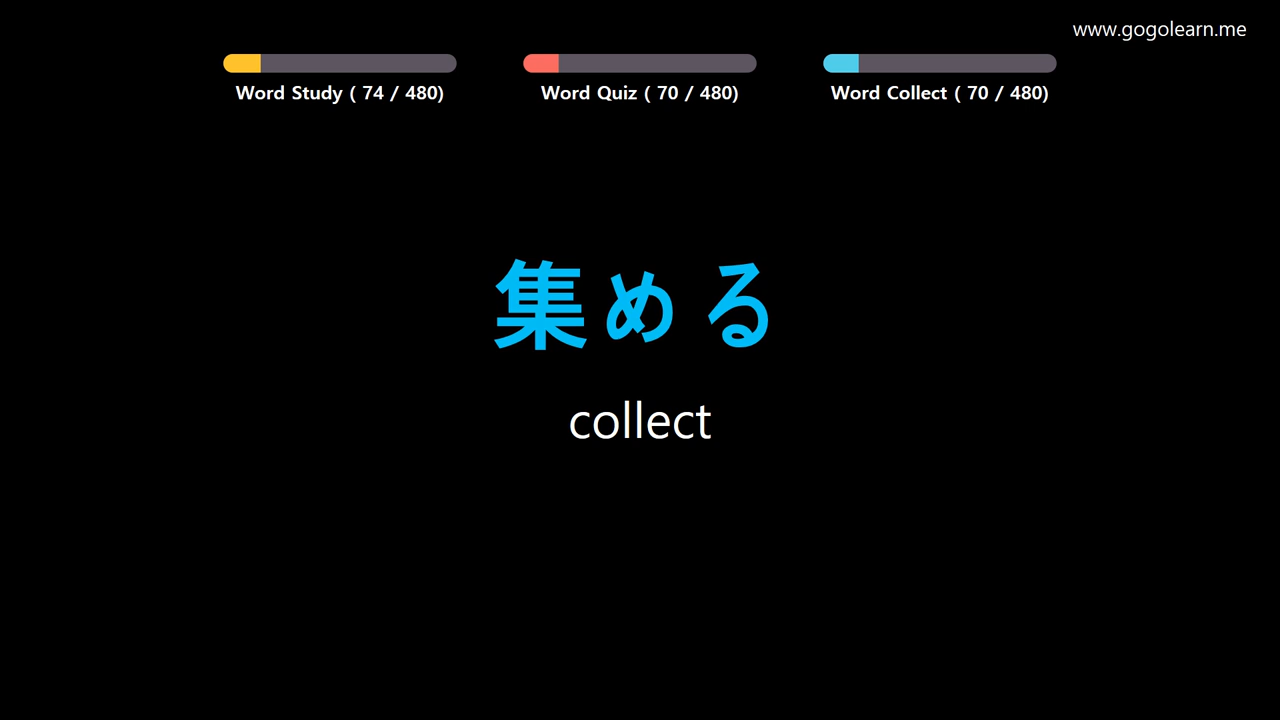 www.gogolearn.me
Word Study ( 74 / 480)
Word Quiz ( 70 / 480)
Word Collect ( 70 / 480)
集める
collect